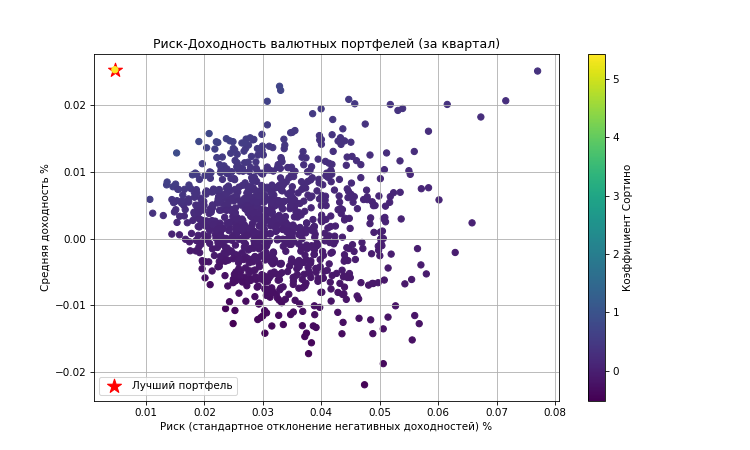 Риск-Доходность валютных портфелей (за квартал)
Средняя доходность %
0.02
0.01
0.00
−0.01
−0.02
Лучший портфель
0.01 0.02 0.03 0.04 0.05 0.06 0.07 0.08
Риск (стандартное отклонение негативных доходностей) %
5
4
3
2
1
0
Коэффициент Сортино